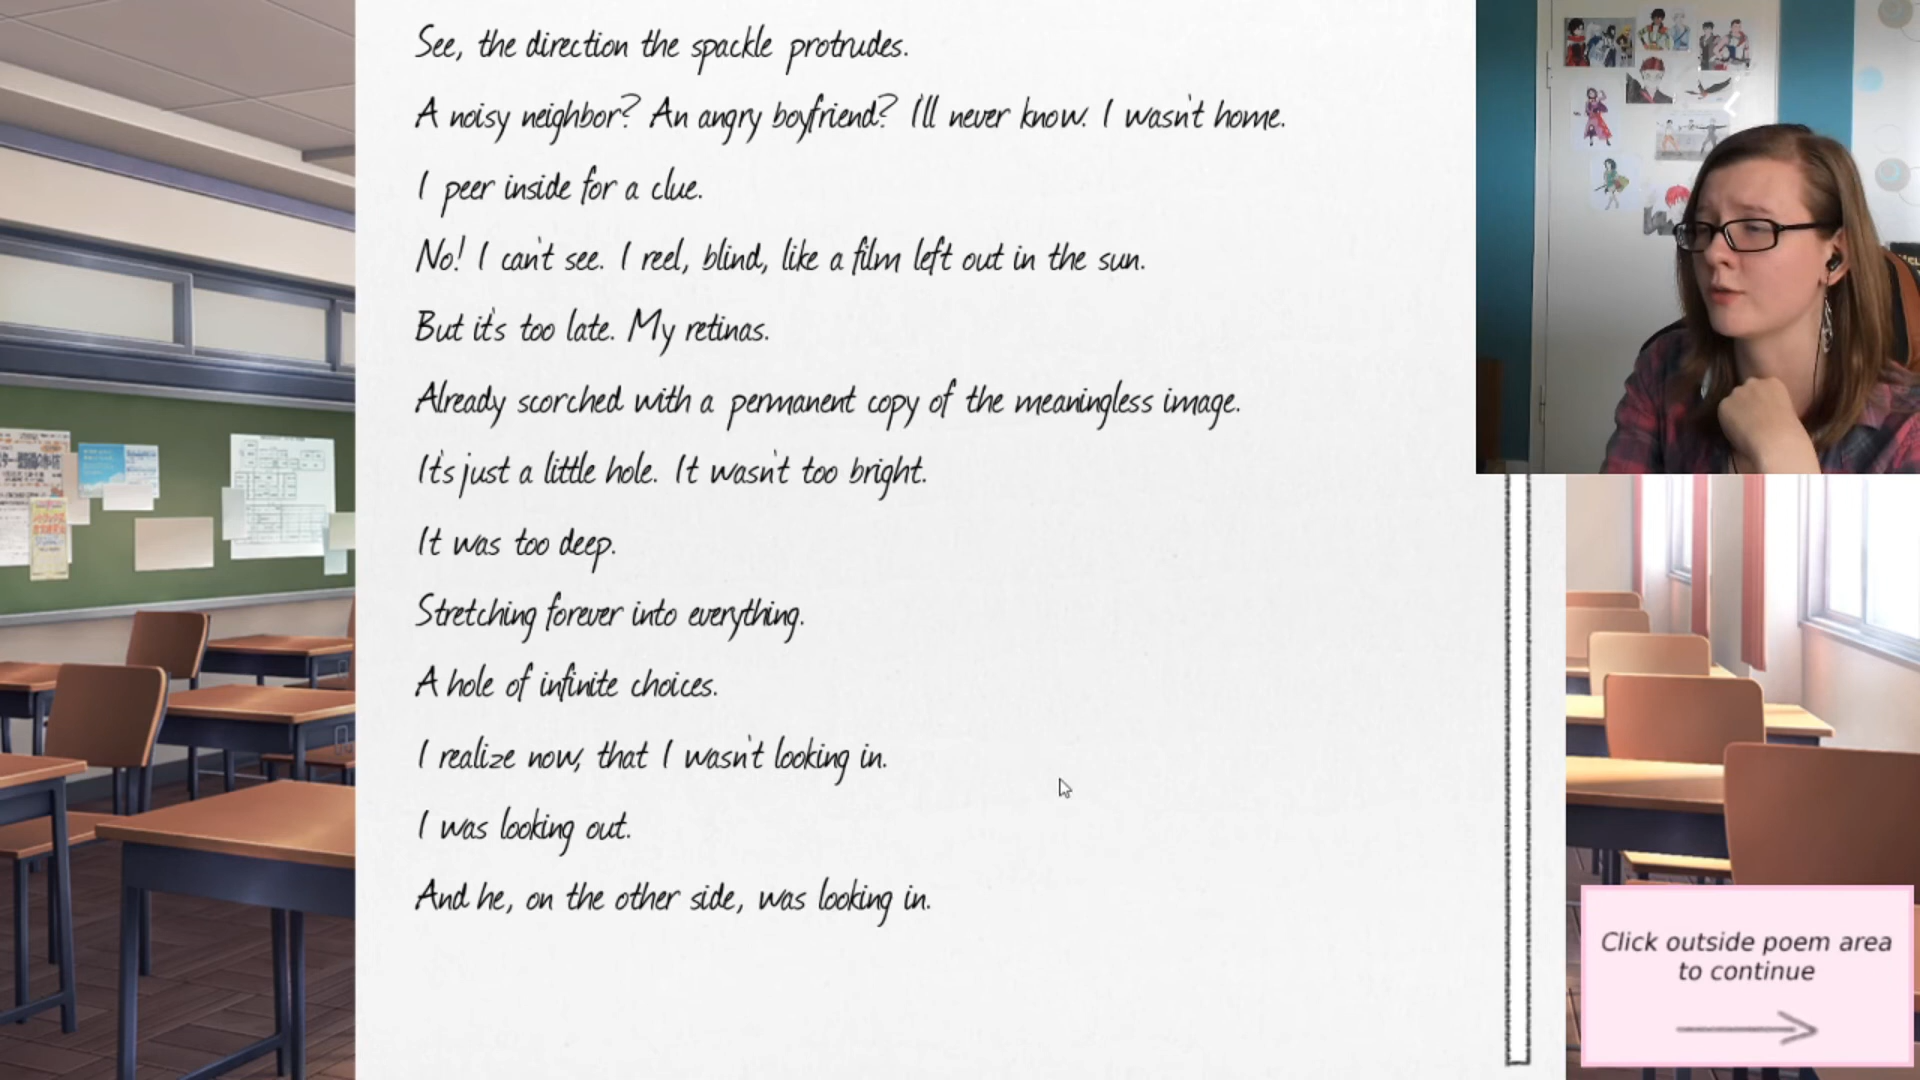 See, the direction the spackle protrudes.
A noisy neighbor? An angry boyfriend? I'll never know. I wasn't home.
I peer inside for a clue.
No! I can't see. I reel, blind, like a film left out in the sun.
But it's too late. My retinas.
Already scorched with a permanent copy of the meaningless image.
It's just a little hole. It wasn't too bright.
It was too deep.
Stretching forever into everything.
A hole of infinite choices.
I realize now, that I wasn't looking in.
I was looking out.
And he, on the other side, was looking in.
Click outside poem area
to continue